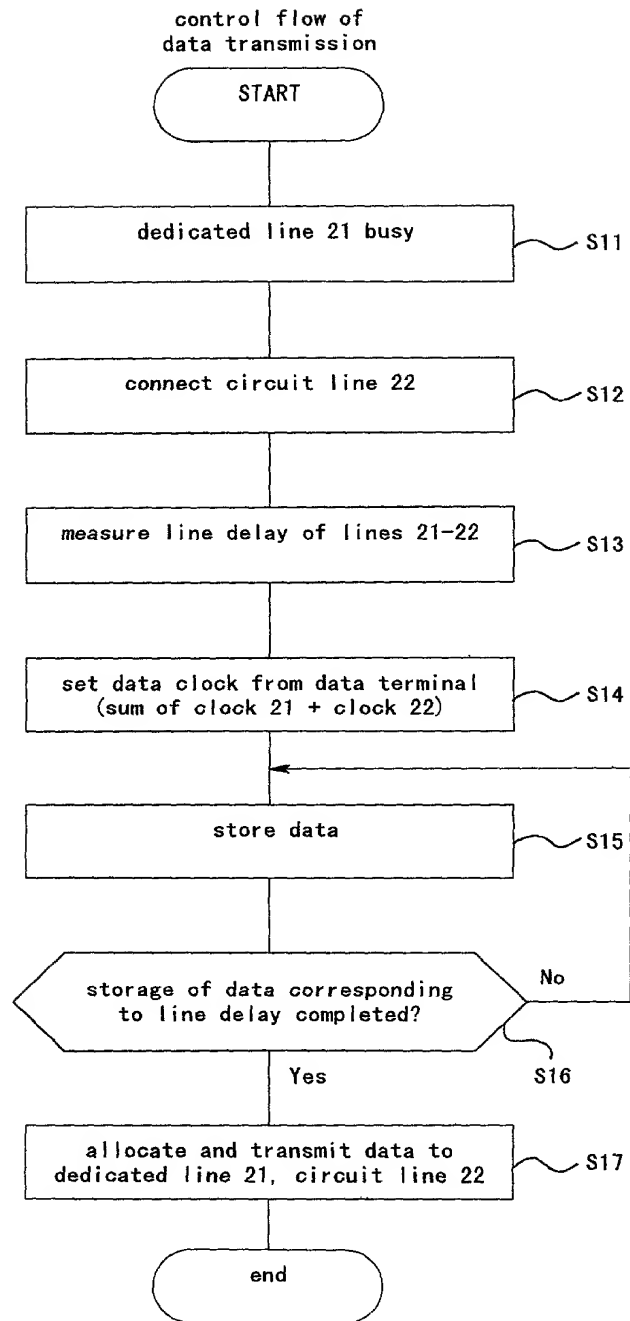 control flow of
data transmission
START
dedicated line 21 busy
S11
connect circuit line 22
S12
measure line delay of lines 21-22
S13
set data clock from data terminal
(sum of clock 21 + clock 22)
S14
store data
S15
storage of data corresponding
to line delay completed?
No
S16
Yes
allocate and transmit data to
dedicated line 21, circuit line 22
S17
end